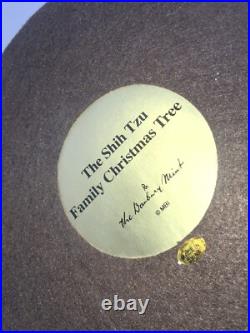 The Shih Tzu
Family Christmas Tree
The Danbury Mint
© MBI